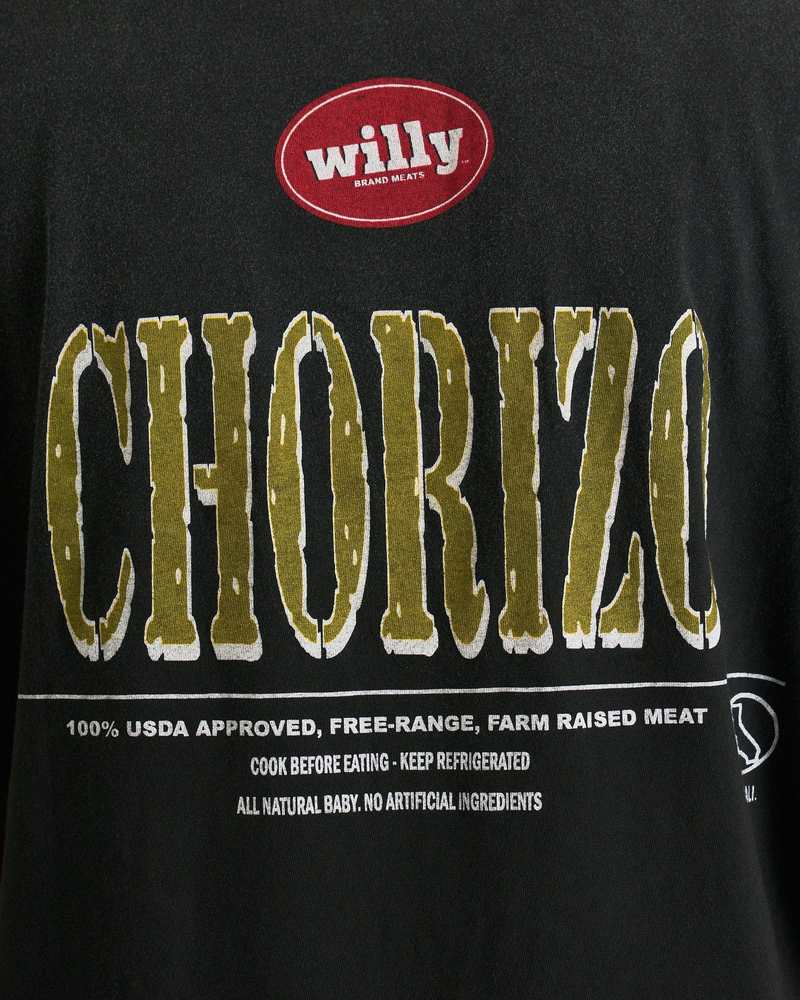 willy
BRAND MEATS
CHORIZO
100% USDA APPROVED, FREE-RANGE, FARM RAISED MEAT
COOK BEFORE EATING - KEEP REFRIGERATED
ALL NATURAL BABY. NO ARTIFICIAL INGREDIENTS